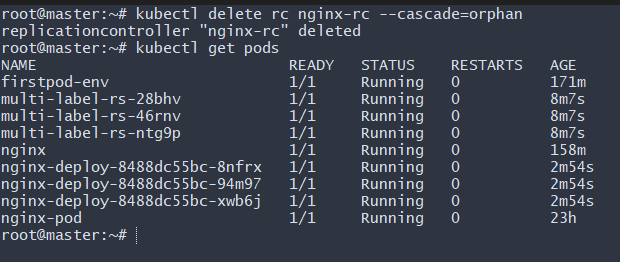 root@master:~# kubectl delete rc nginx-rc --cascade=orphan
replicationcontroller "nginx-rc" deleted
root@master:~# kubectl get pods
NAME                            READY   STATUS    RESTARTS   AGE
firstpod-env                    1/1     Running   0          171m
multi-label-rs-28bhv            1/1     Running   0          8m7s
multi-label-rs-46rnv            1/1     Running   0          8m7s
multi-label-rs-ntg9p            1/1     Running   0          8m7s
nginx                           1/1     Running   0          158m
nginx-deploy-8488dc55bc-8nfrx   1/1     Running   0          2m54s
nginx-deploy-8488dc55bc-94m97   1/1     Running   0          2m54s
nginx-deploy-8488dc55bc-xwb6j   1/1     Running   0          2m54s
nginx-pod                       1/1     Running   0          23h
root@master:~#